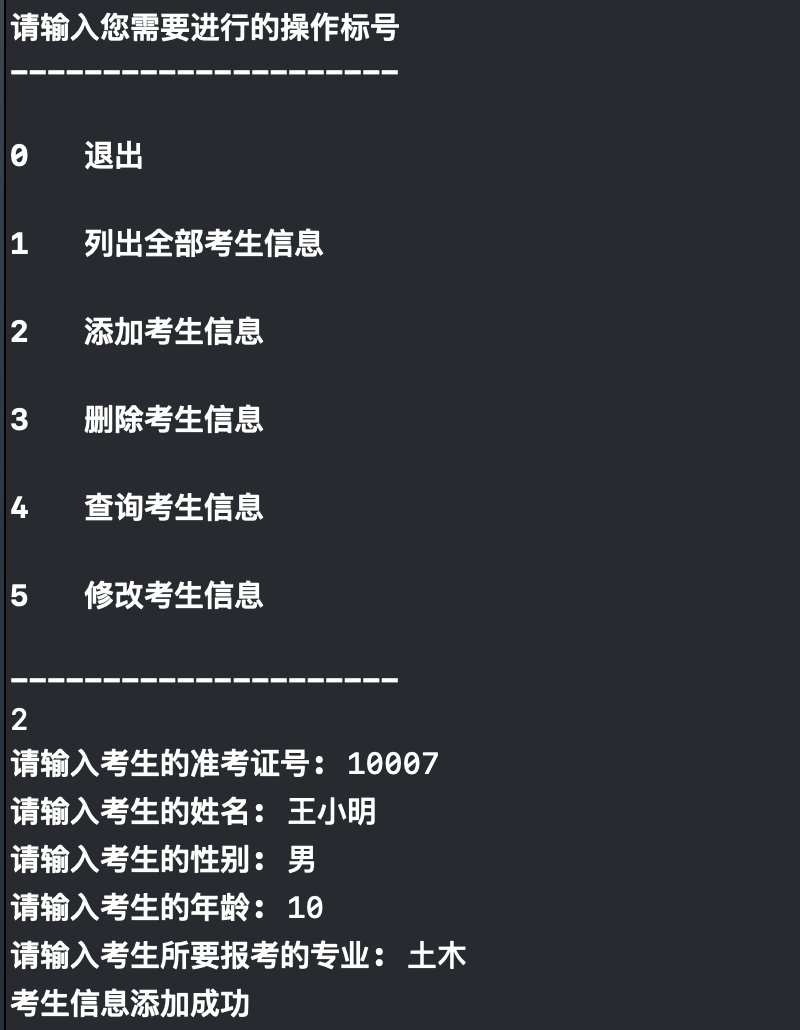 请输入您需要进行的操作标号
---------------------
0 退出
1 列出全部考生信息
2 添加考生信息
3 删除考生信息
4 查询考生信息
5 修改考生信息
---------------------
2
请输入考生的准考证号: 10007
请输入考生的姓名: 王小明
请输入考生的性别: 男
请输入考生的年龄: 10
请输入考生所要报考的专业: 土木
考生信息添加成功